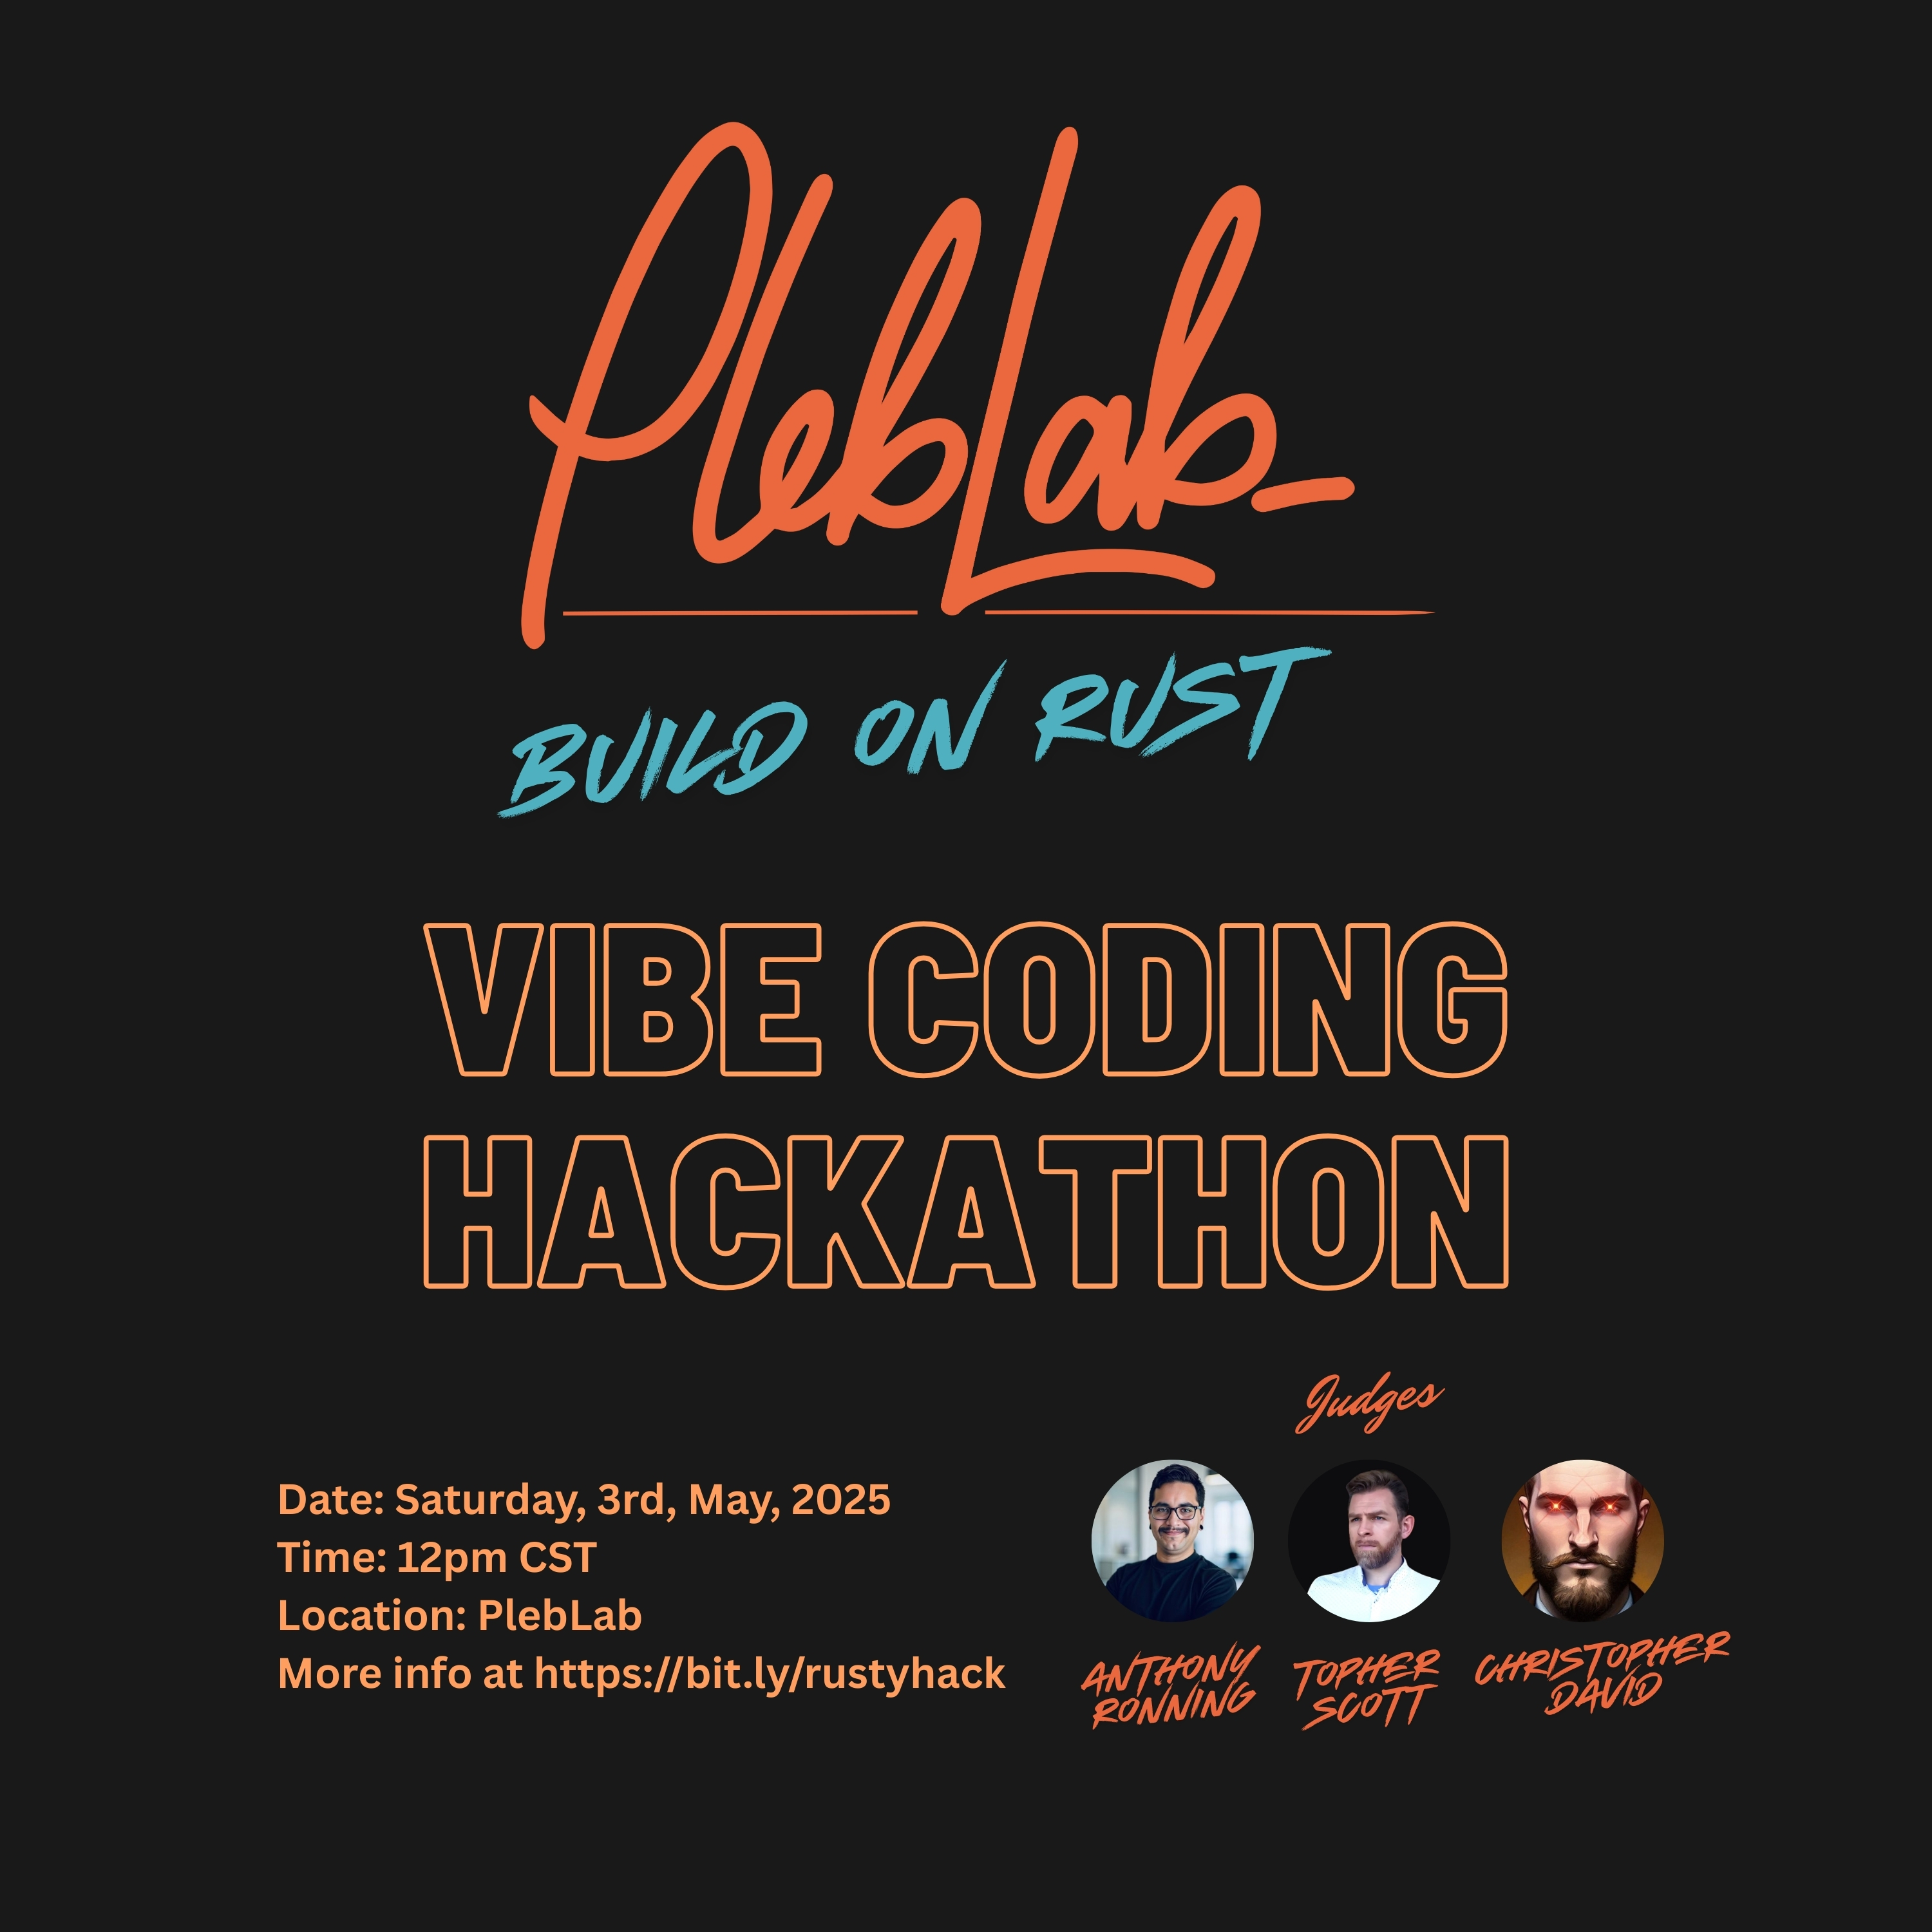 PlebLab
BUILD ON RUST
VIBE CODING
HACKATHON
Judges
Date: Saturday, 3rd, May, 2025
Time: 12pm CST
Location: PlebLab
More info at https://bit.ly/rustyhack
ANTHONY
RONNING
TOPHER
SCOTT
CHRISTOPHER
DAVID